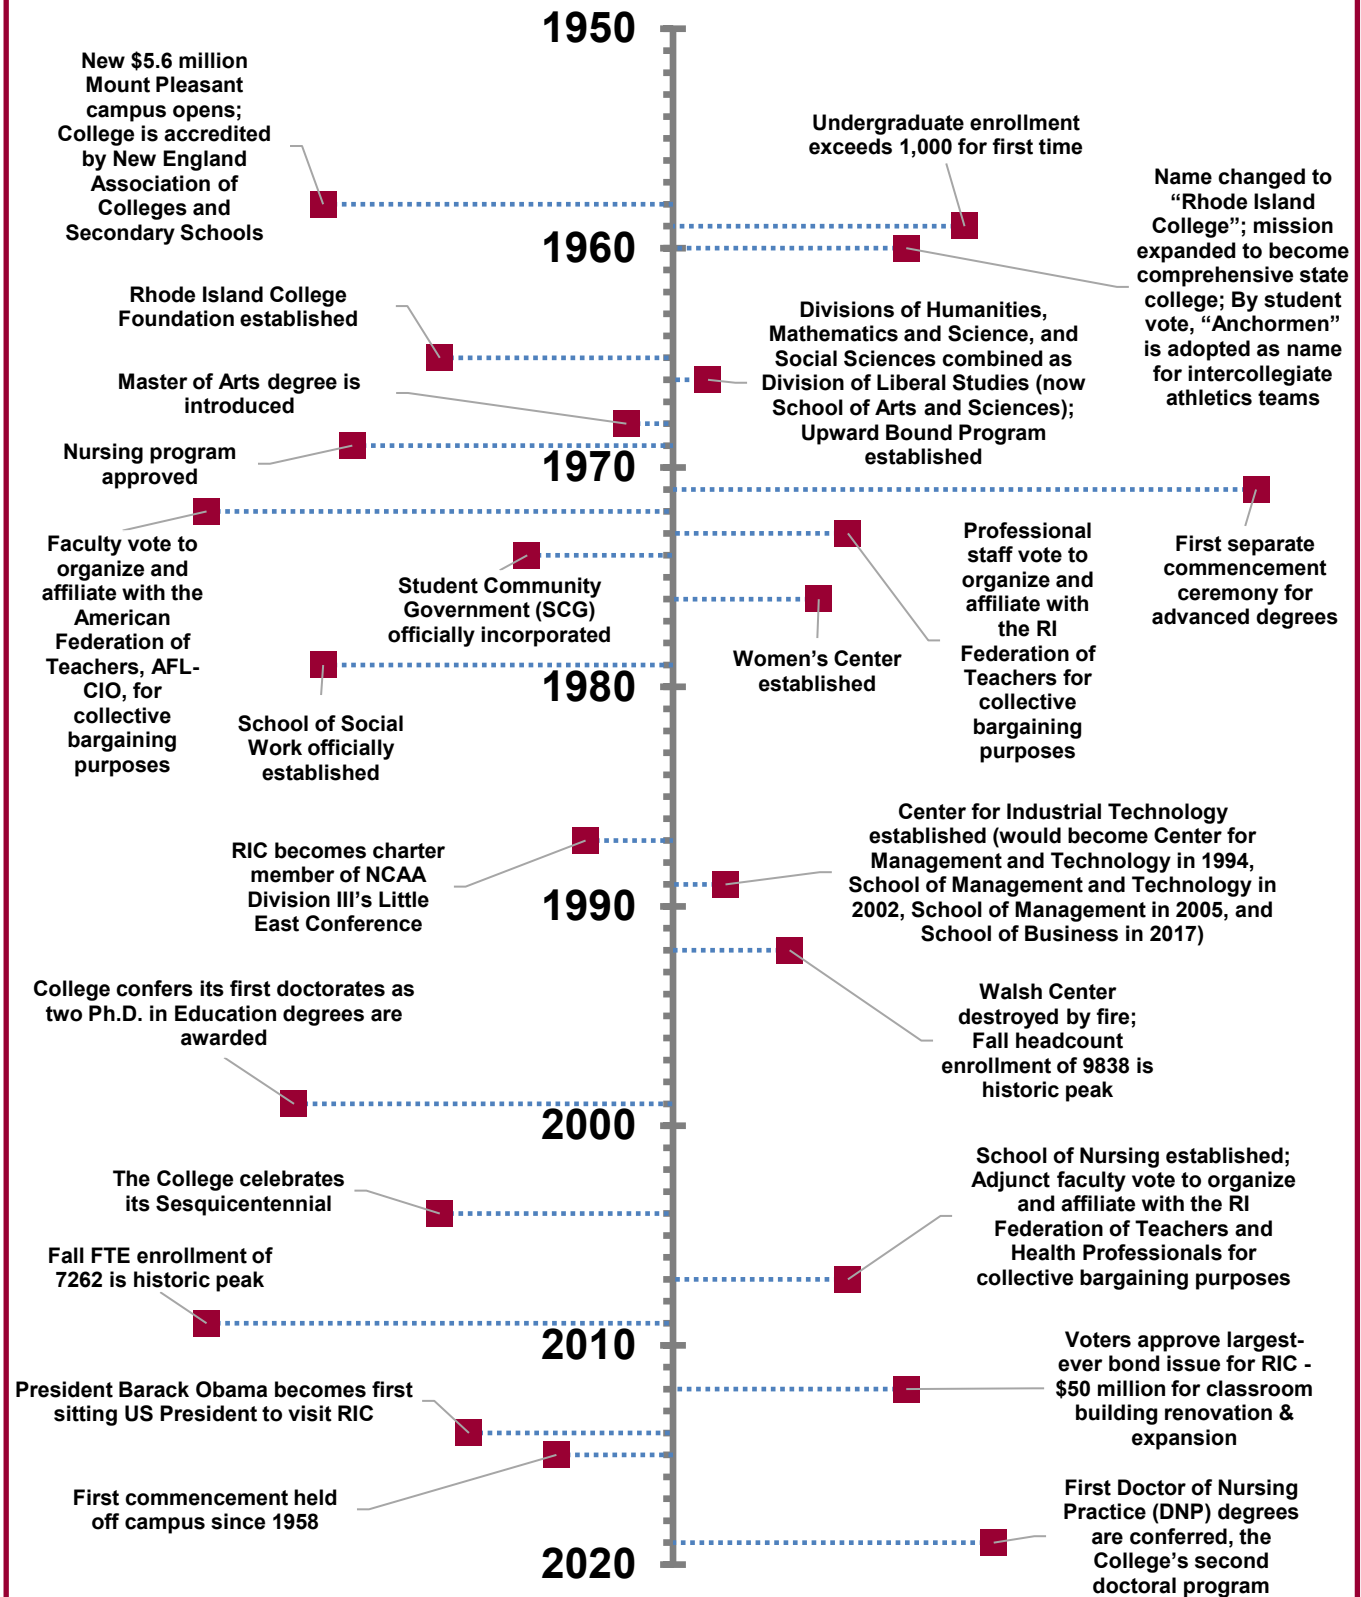 1950
New $5.6 million
Mount Pleasant
campus opens;
College is accredited
by New England
Association of
Colleges and
Secondary Schools
Undergraduate enrollment
exceeds 1,000 for first time
Name changed to
“Rhode Island
College”; mission
expanded to become
comprehensive state
college; By student
vote, “Anchormen”
is adopted as name
for intercollegiate
athletics teams
1960
Rhode Island College
Foundation established
Divisions of Humanities,
Mathematics and Science, and
Social Sciences combined as
Division of Liberal Studies (now
School of Arts and Sciences);
Upward Bound Program
established
Master of Arts degree is
introduced
Nursing program
approved
1970
First separate
commencement
ceremony for
advanced degrees
Faculty vote to
organize and
affiliate with the
American
Federation of
Teachers, AFL-
CIO, for
collective
bargaining
purposes
Professional
staff vote to
organize and
affiliate with
the RI
Federation of
Teachers for
collective
bargaining
purposes
Student Community
Government (SCG)
officially incorporated
Women’s Center
established
School of Social
Work officially
established
1980
RIC becomes charter
member of NCAA
Division III’s Little
East Conference
Center for Industrial Technology
established (would become Center for
Management and Technology in 1994,
School of Management and Technology in
2002, School of Management in 2005, and
School of Business in 2017)
1990
Walsh Center
destroyed by fire;
Fall headcount
enrollment of 9838 is
historic peak
College confers its first doctorates as
two Ph.D. in Education degrees are
awarded
2000
The College celebrates
its Sesquicentennial
School of Nursing established;
Adjunct faculty vote to organize
and affiliate with the RI
Federation of Teachers and
Health Professionals for
collective bargaining purposes
Fall FTE enrollment of
7262 is historic peak
2010
Voters approve largest-
ever bond issue for RIC -
$50 million for classroom
building renovation &
expansion
President Barack Obama becomes first
sitting US President to visit RIC
First commencement held
off campus since 1958
First Doctor of Nursing
Practice (DNP) degrees
are conferred, the
College’s second
doctoral program
2020